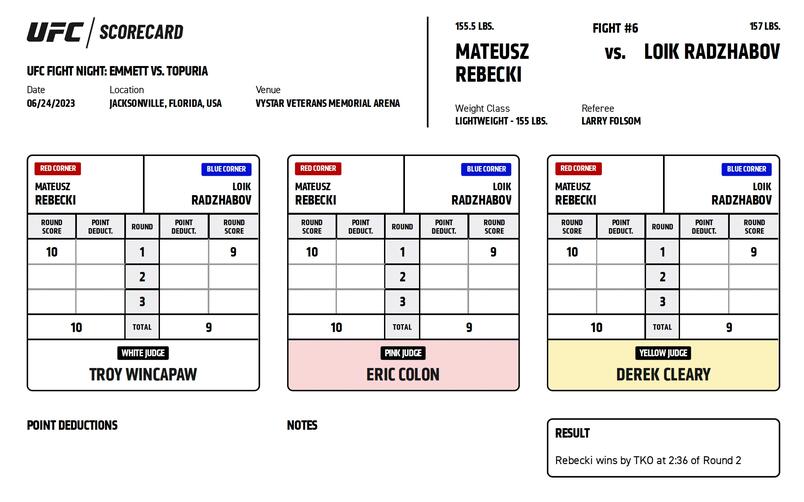 UFC SCORECARD
UFC FIGHT NIGHT: EMMETT VS. TOPURIA
Date Location Venue
06/24/2023 JACKSONVILLE, FLORIDA, USA VYSTAR VETERANS MEMORIAL ARENA
155.5 LBS. FIGHT #6 157 LBS.
MATEUSZ vs. LOIK RADZHABOV
REBECKI
Weight Class Referee
LIGHTWEIGHT - 155 LBS. LARRY FOLSOM
RED CORNER BLUE CORNER
MATEUSZ LOIK
REBECKI RADZHABOV
ROUND POINT ROUND POINT ROUND
SCORE DEDUCT. DEDUCT. SCORE
10 1 9
2
3
10 TOTAL 9
WHITE JUDGE
TROY WINCAPAW
RED CORNER BLUE CORNER
MATEUSZ LOIK
REBECKI RADZHABOV
ROUND POINT ROUND POINT ROUND
SCORE DEDUCT. DEDUCT. SCORE
10 1 9
2
3
10 TOTAL 9
PINK JUDGE
ERIC COLON
RED CORNER BLUE CORNER
MATEUSZ LOIK
REBECKI RADZHABOV
ROUND POINT ROUND POINT ROUND
SCORE DEDUCT. DEDUCT. SCORE
10 1 9
2
3
10 TOTAL 9
YELLOW JUDGE
DEREK CLEARY
POINT DEDUCTIONS
NOTES
RESULT
Rebecki wins by TKO at 2:36 of Round 2